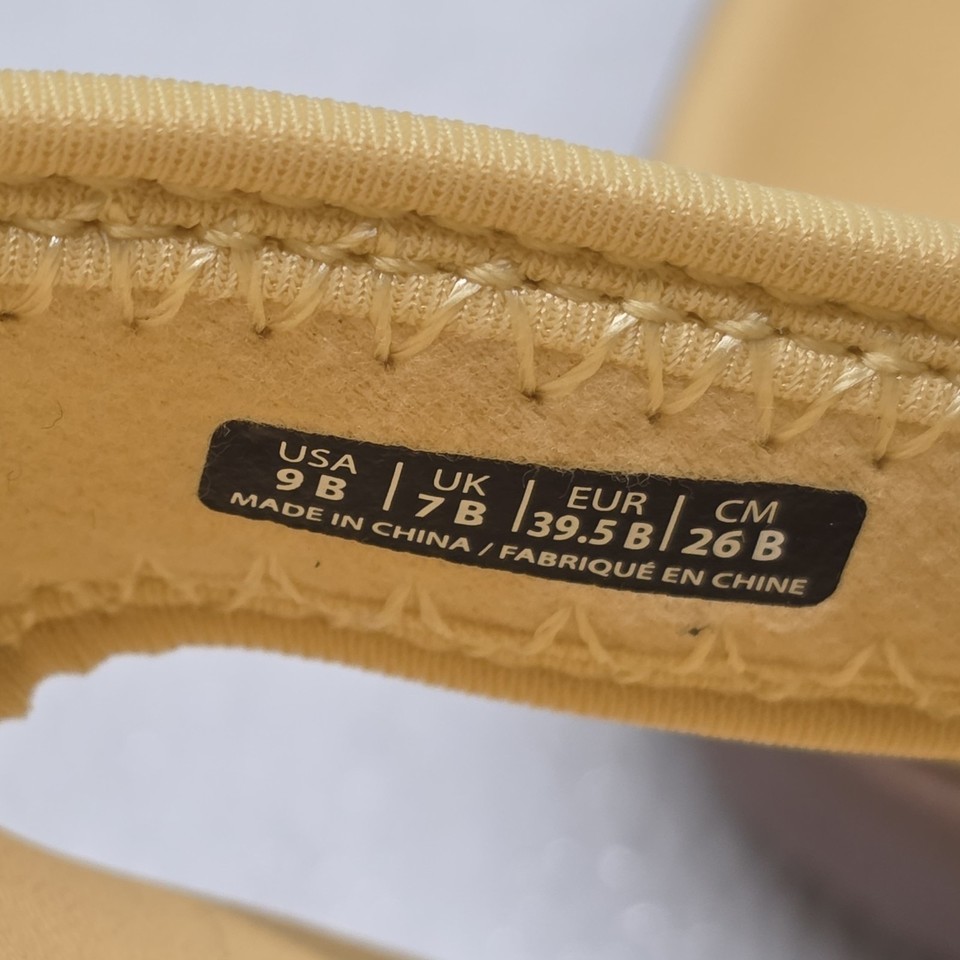 USA | UK | EUR | CM
9 B | 7 B | 39.5 B | 26 B
MADE IN CHINA / FABRIQUÉ EN CHINE